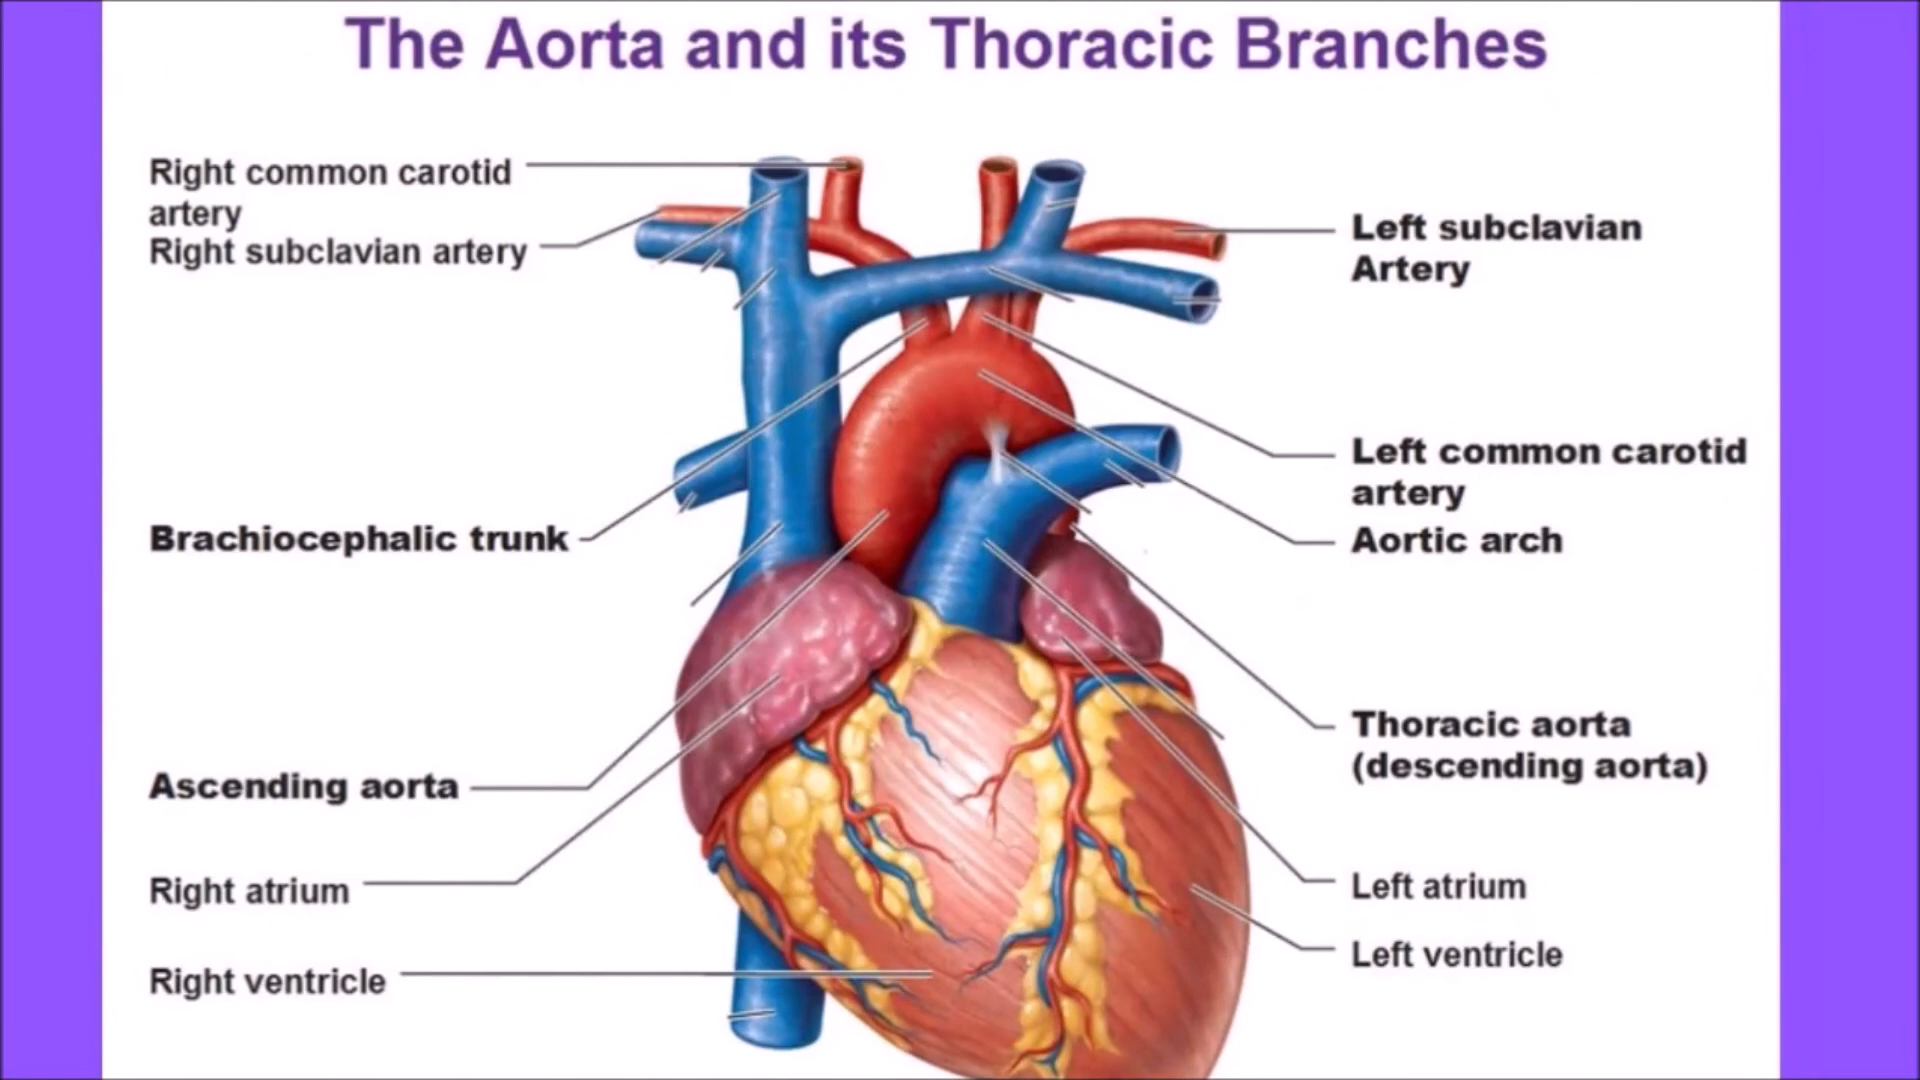 The Aorta and its Thoracic Branches
Right common carotid
artery
Right subclavian artery
Brachiocephalic trunk
Ascending aorta
Right atrium
Right ventricle
Left subclavian
Artery
Left common carotid
artery
Aortic arch
Thoracic aorta
(descending aorta)
Left atrium
Left ventricle